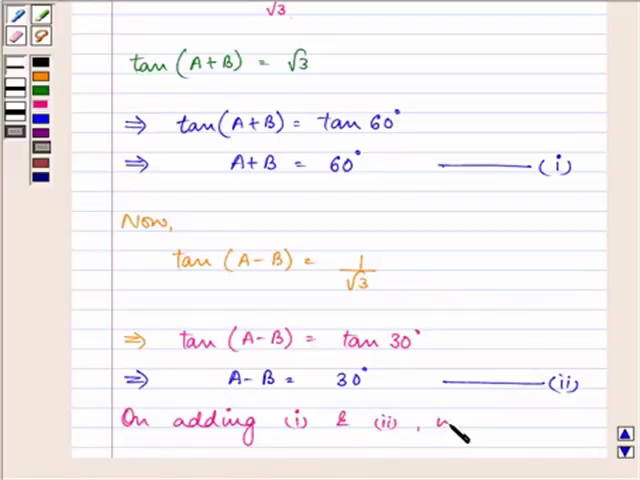 √3
tan (A+B) = √3
⇒ tan (A+B) = tan 60°
⇒ A+B = 60° ——— (i)
Now,
tan (A-B) = 1/√3
⇒ tan (A-B) = tan 30°
⇒ A-B = 30° ——— (ii)
On adding (i) & (ii),